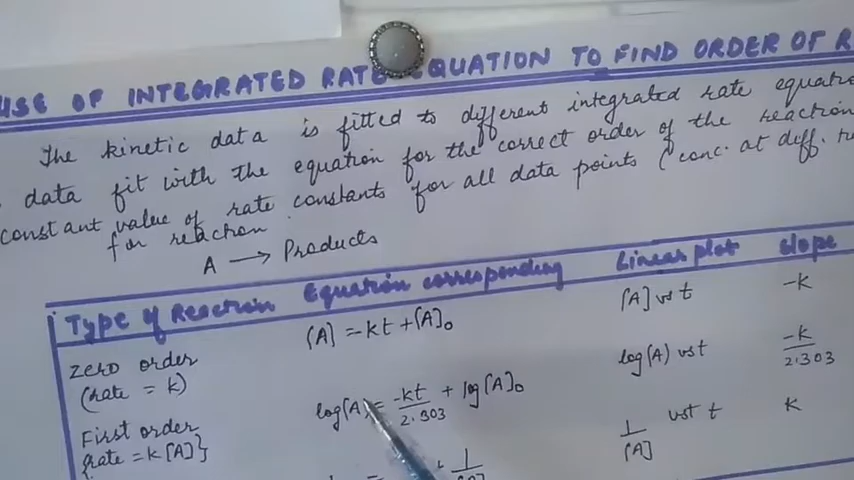 USE OF INTEGRATED RATE EQUATION TO FIND ORDER OF R
The kinetic data is fitted to different integrated rate equatio
data fit with the equation for the correct order of the reaction
constant value of rate constants for all data points (conc. at diff.
for reaction.
A → Products
Type of Reaction Equation corresponding Linear plot Slope
Zero order [A] = -kt + [A]₀ [A] vs t -k
(rate = k)
First order log[A] = -kt/2.303 + log[A]₀ log[A] vs t -k/2.303
{rate = k[A]}
1/[A] vs t k